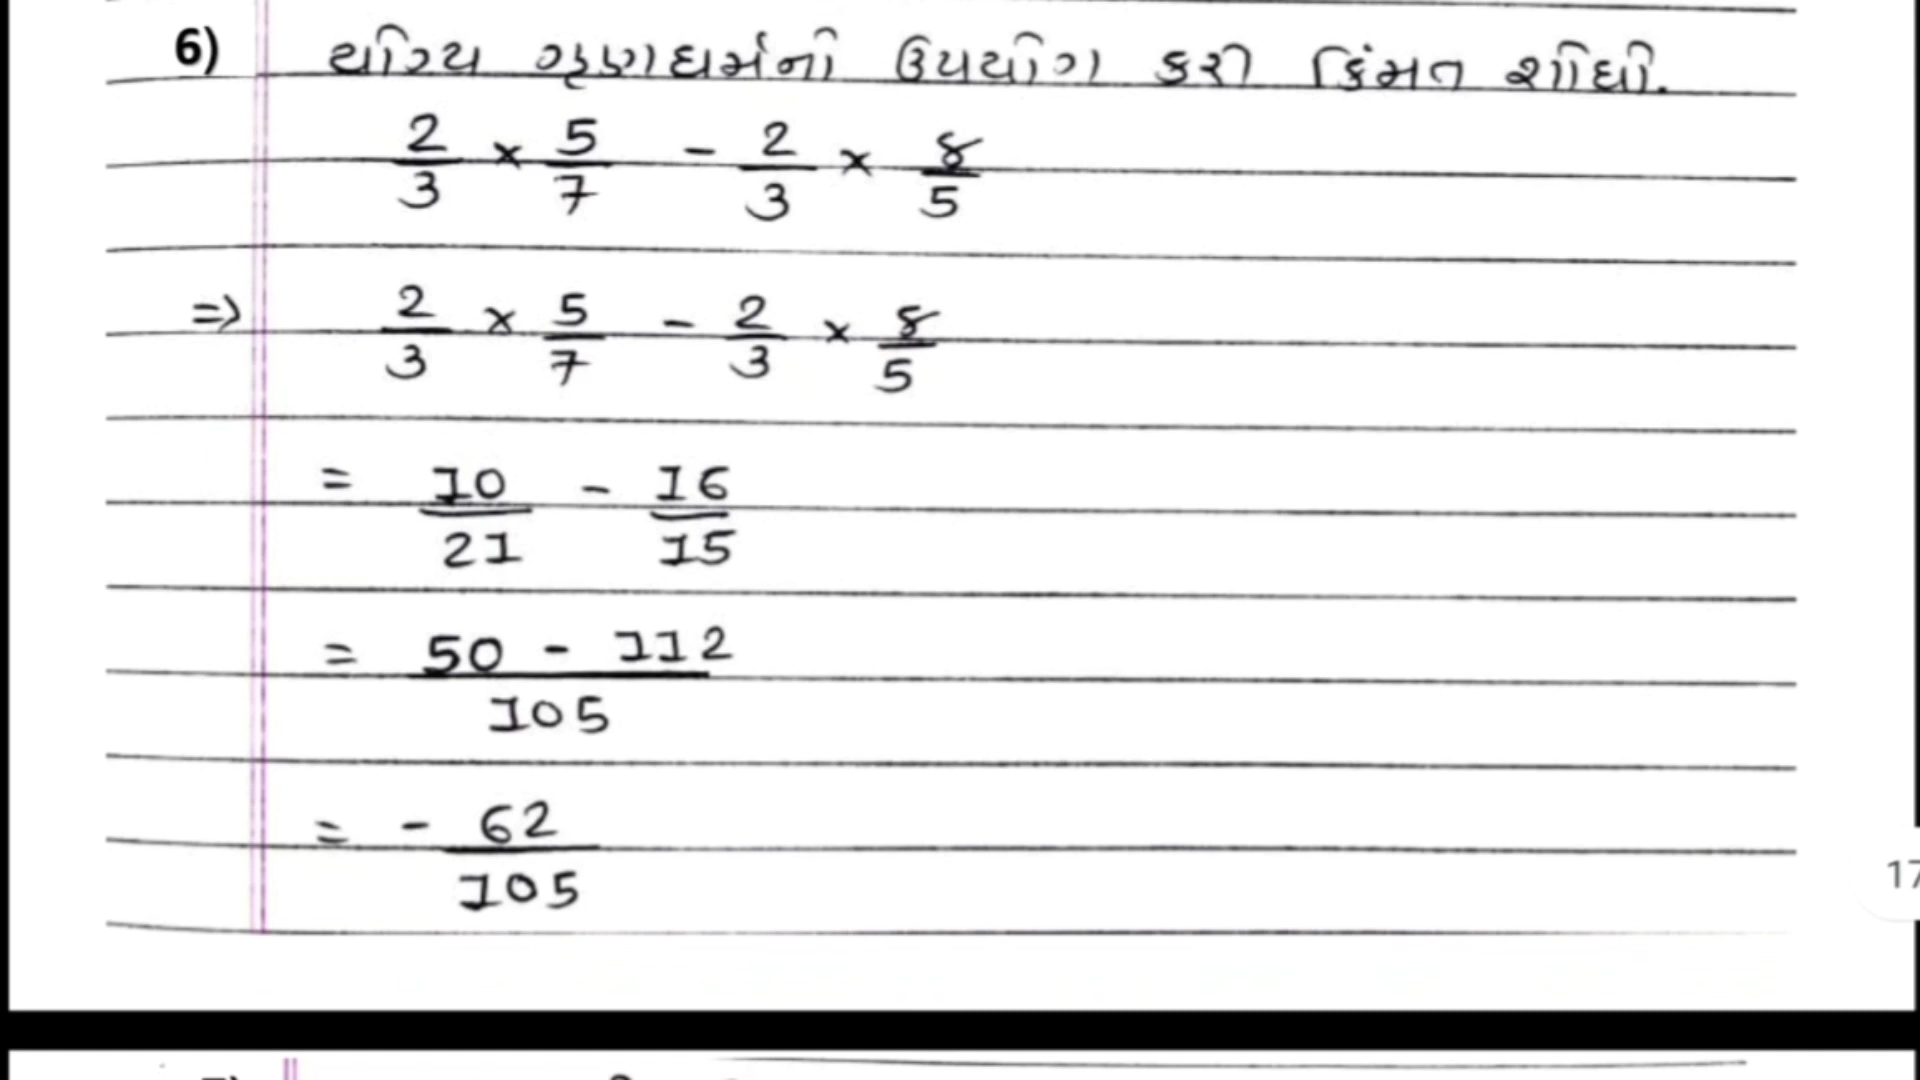 6) યોગ્ય ગુણધર્મનો ઉપયોગ કરી કિંમત શોધો.
2/3 × 5/7 - 2/3 × 8/5
=> 2/3 × 5/7 - 2/3 × 8/5
= 10/21 - 16/15
= 50 - 112 / 105
= - 62/105
17